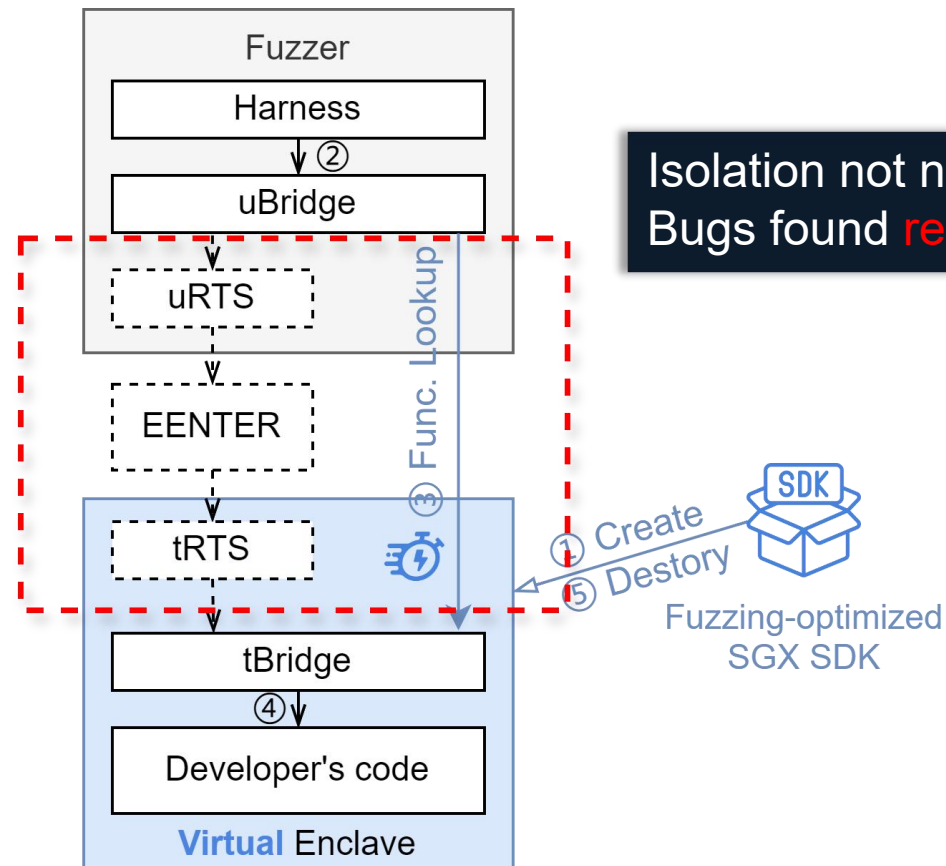 Fuzzer
Harness
②
uBridge
Isolation not
Bugs found
uRTS
③ Func. Lookup
EENTER
tRTS
SDK
① Create
⑤ Destory
Fuzzing-optimized
SGX SDK
tBridge
④
Developer's code
Virtual Enclave